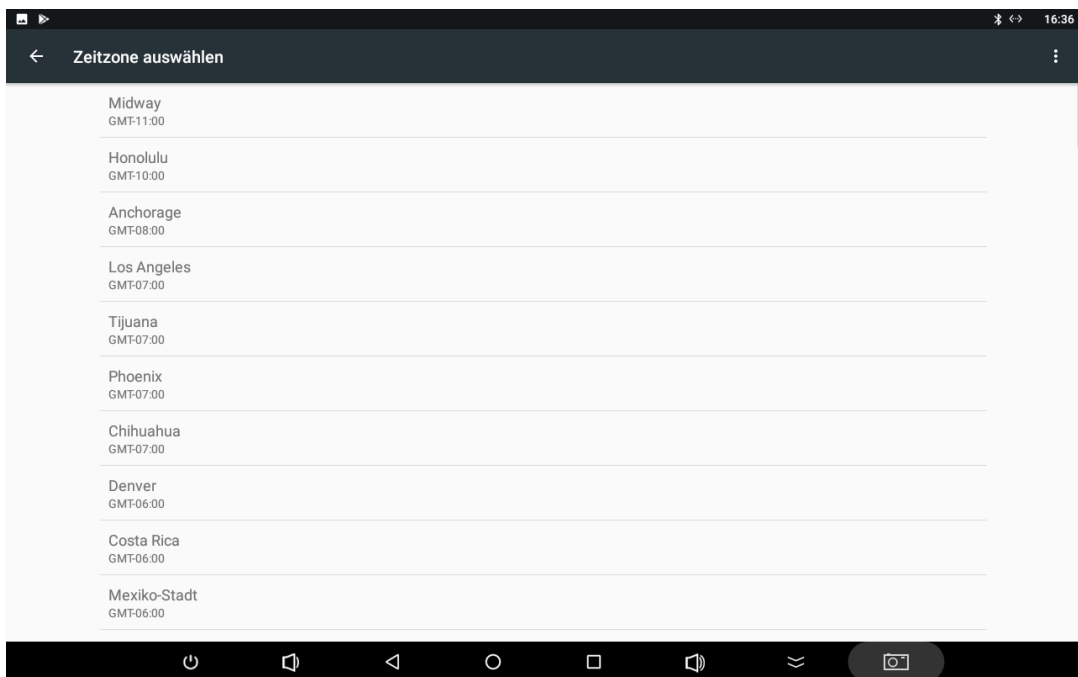 16:36
Zeitzone auswählen
Midway
GMT-11:00
Honolulu
GMT-10:00
Anchorage
GMT-08:00
Los Angeles
GMT-07:00
Tijuana
GMT-07:00
Phoenix
GMT-07:00
Chihuahua
GMT-07:00
Denver
GMT-06:00
Costa Rica
GMT-06:00
Mexiko-Stadt
GMT-06:00